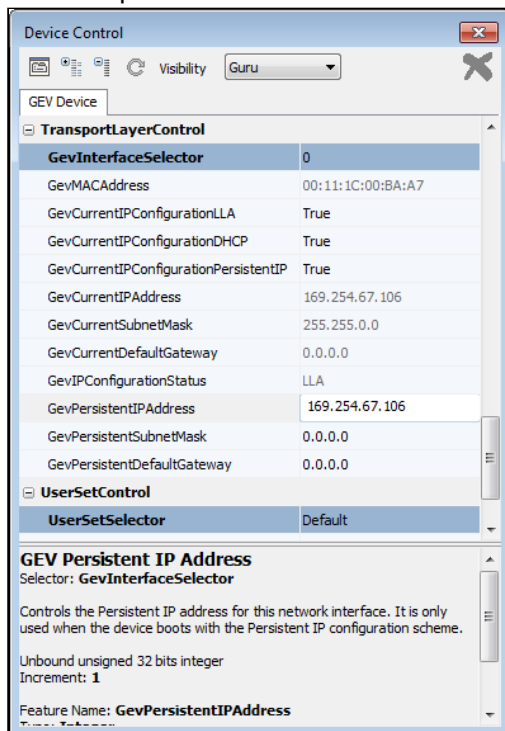 Device Control
Visibility Guru
GEV Device
TransportLayerControl
GevInterfaceSelector 0
GevMACAddress 00:11:1C:00:BA:A7
GevCurrentIPConfigurationLLA True
GevCurrentIPConfigurationDHCP True
GevCurrentIPConfigurationPersistentIP True
GevCurrentIPAddress 169.254.67.106
GevCurrentSubnetMask 255.255.0.0
GevCurrentDefaultGateway 0.0.0.0
GevIPConfigurationStatus LLA
GevPersistentIPAddress 169.254.67.106
GevPersistentSubnetMask 0.0.0.0
GevPersistentDefaultGateway 0.0.0.0
UserSetControl
UserSetSelector Default
GEV Persistent IP Address
Selector: GevInterfaceSelector
Controls the Persistent IP address for this network interface. It is only
used when the device boots with the Persistent IP configuration scheme.
Unbound unsigned 32 bits integer
Increment: 1
Feature Name: GevPersistentIPAddress